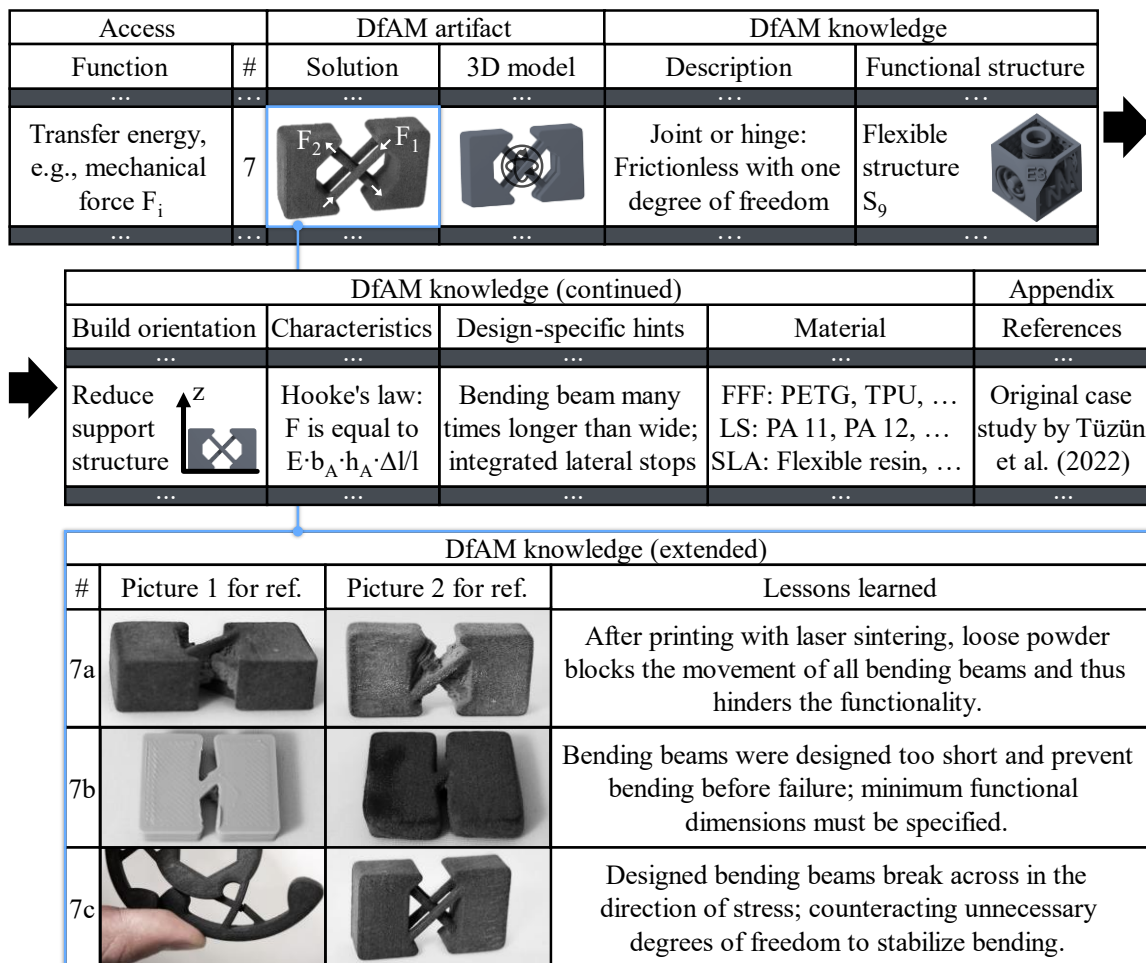 Access
DfAM artifact
DfAM knowledge
Function
#
Solution
3D model
Description
Functional structure
...
...
...
...
...
...
Transfer energy,
e.g., mechanical
force Fi
7
F2
F1
Joint or hinge:
Frictionless with one
degree of freedom
Flexible
structure
S9
E3
...
...
...
...
...
...
DfAM knowledge (continued)
Appendix
Build orientation
Characteristics
Design-specific hints
Material
References
...
...
...
...
...
Reduce
support
structure
z
Hooke's law:
F is equal to
E·bA·hA·Δl/l
Bending beam many
times longer than wide;
integrated lateral stops
FFF: PETG, TPU, …
LS: PA 11, PA 12, …
SLA: Flexible resin, …
Original case
study by Tüzün
et al. (2022)
...
...
...
...
...
DfAM knowledge (extended)
#
Picture 1 for ref.
Picture 2 for ref.
Lessons learned
7a
After printing with laser sintering, loose powder
blocks the movement of all bending beams and thus
hinders the functionality.
7b
Bending beams were designed too short and prevent
bending before failure; minimum functional
dimensions must be specified.
7c
Designed bending beams break across in the
direction of stress; counteracting unnecessary
degrees of freedom to stabilize bending.